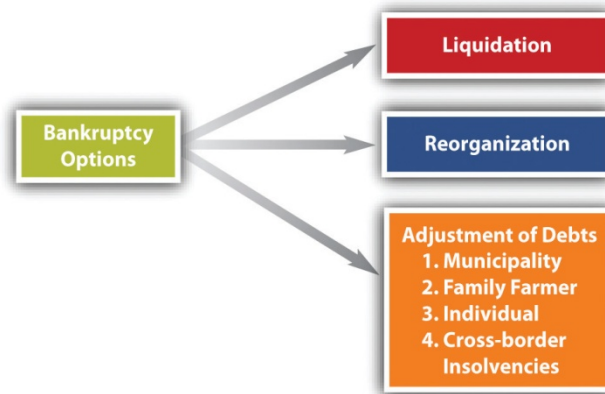 Bankruptcy
Options
Liquidation
Reorganization
Adjustment of Debts
1. Municipality
2. Family Farmer
3. Individual
4. Cross-border
Insolvencies